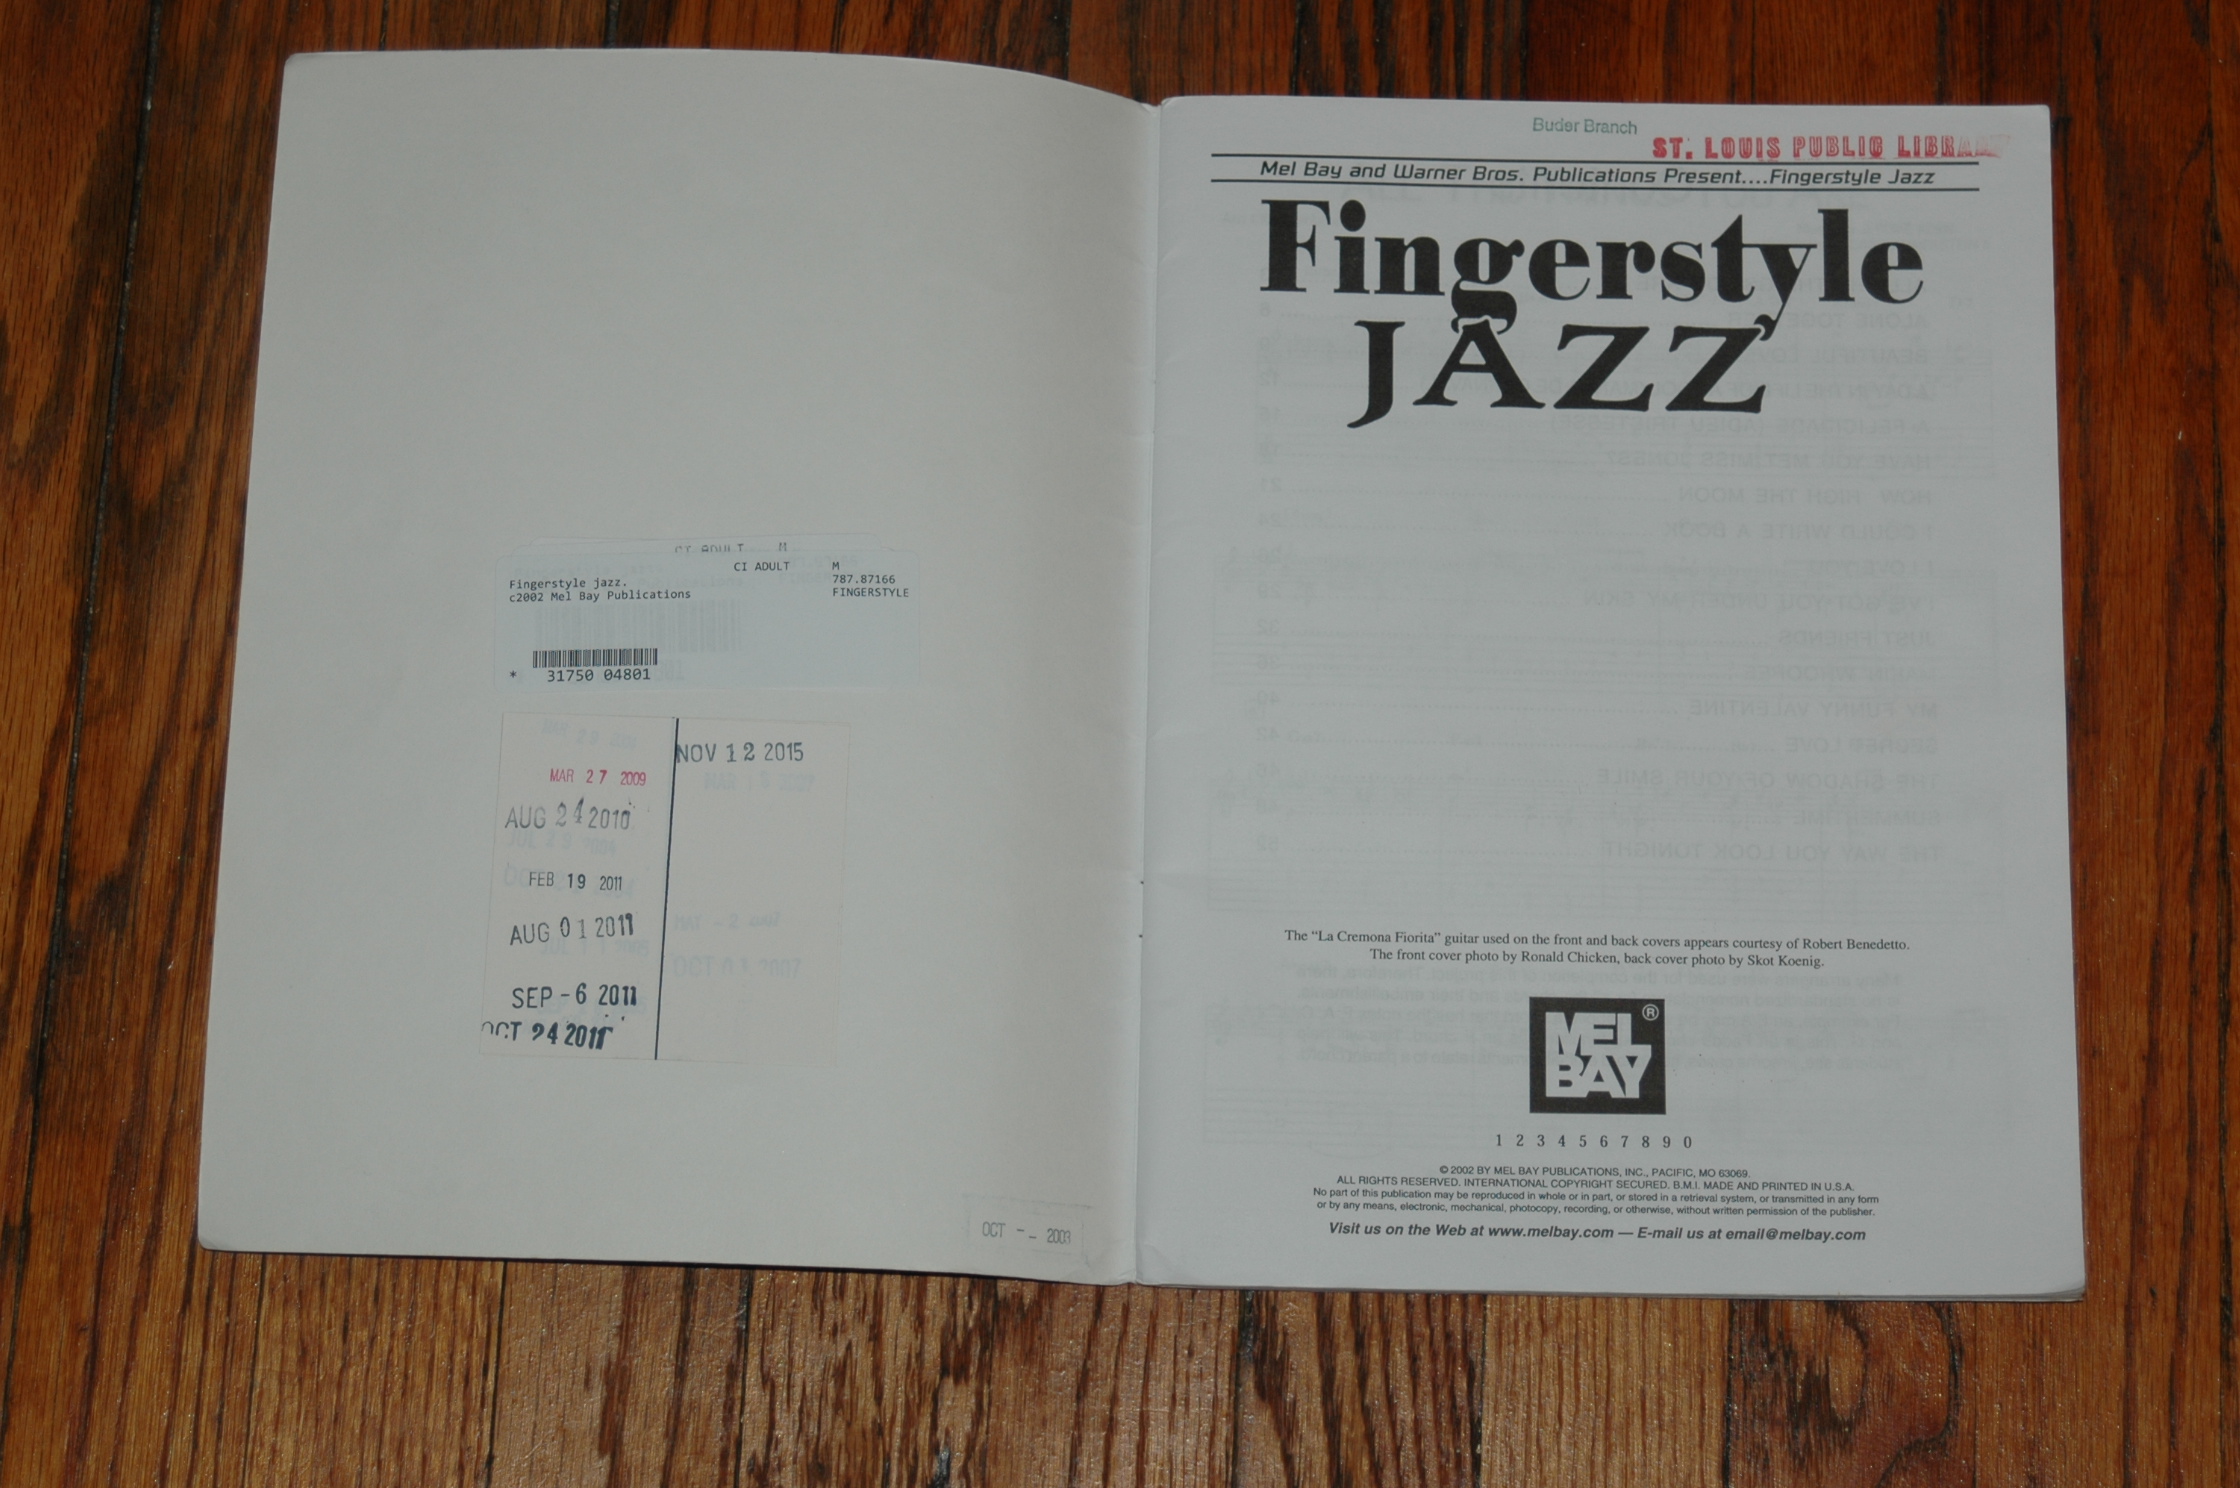 CI ADULT M
CI ADULT M
Fingerstyle jazz. 787.87166
c2002 Mel Bay Publications FINGERSTYLE
* 31750 04801
MAR 27 2009
AUG 24 2010
FEB 19 2011
AUG 01 2011
SEP -6 2011
OCT 24 2011
NOV 12 2015
OCT -- 2003
Buder Branch
ST. LOUIS PUBLIC LIBRA
Mel Bay and Warner Bros. Publications Present....Fingerstyle Jazz
Fingerstyle
JAZZ
The “La Cremona Fiorita” guitar used on the front and back covers appears courtesy of Robert Benedetto.
The front cover photo by Ronald Chicken, back cover photo by Skot Koenig.
MEL
BAY ®
1 2 3 4 5 6 7 8 9 0
© 2002 BY MEL BAY PUBLICATIONS, INC., PACIFIC, MO 63069.
ALL RIGHTS RESERVED. INTERNATIONAL COPYRIGHT SECURED. B.M.I. MADE AND PRINTED IN U.S.A.
No part of this publication may be reproduced in whole or in part, or stored in a retrieval system, or transmitted in any form
or by any means, electronic, mechanical, photocopy, recording, or otherwise, without written permission of the publisher.
Visit us on the Web at www.melbay.com — E-mail us at email@melbay.com